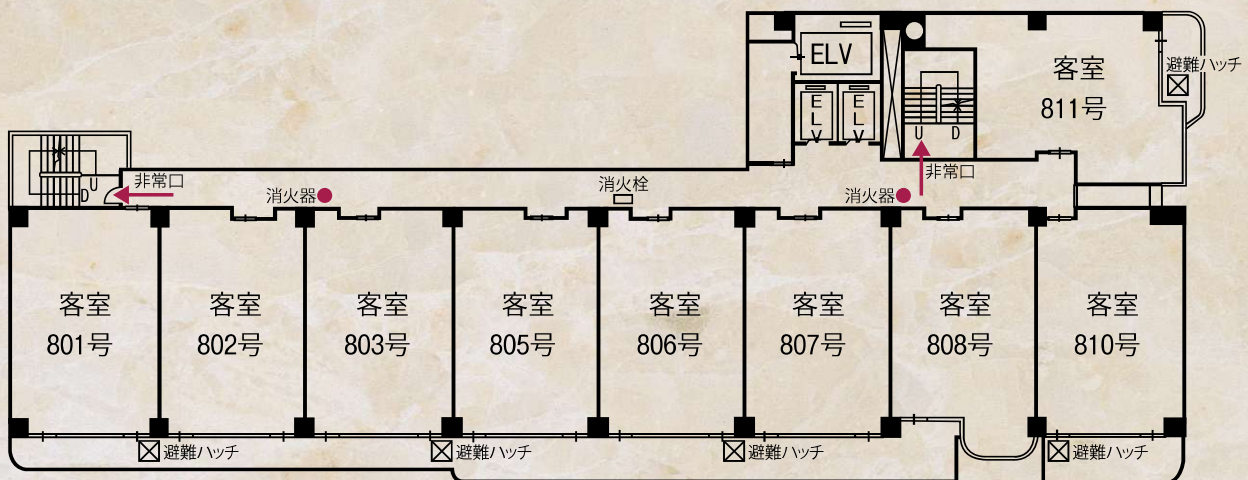 ELV
客室
811号
避難ハッチ
ELV
ELV
U
D
U
D
非常口
消火器
消火栓
消火器
非常口
客室
801号
客室
802号
客室
803号
客室
805号
客室
806号
客室
807号
客室
808号
客室
810号
避難ハッチ
避難ハッチ
避難ハッチ
避難ハッチ